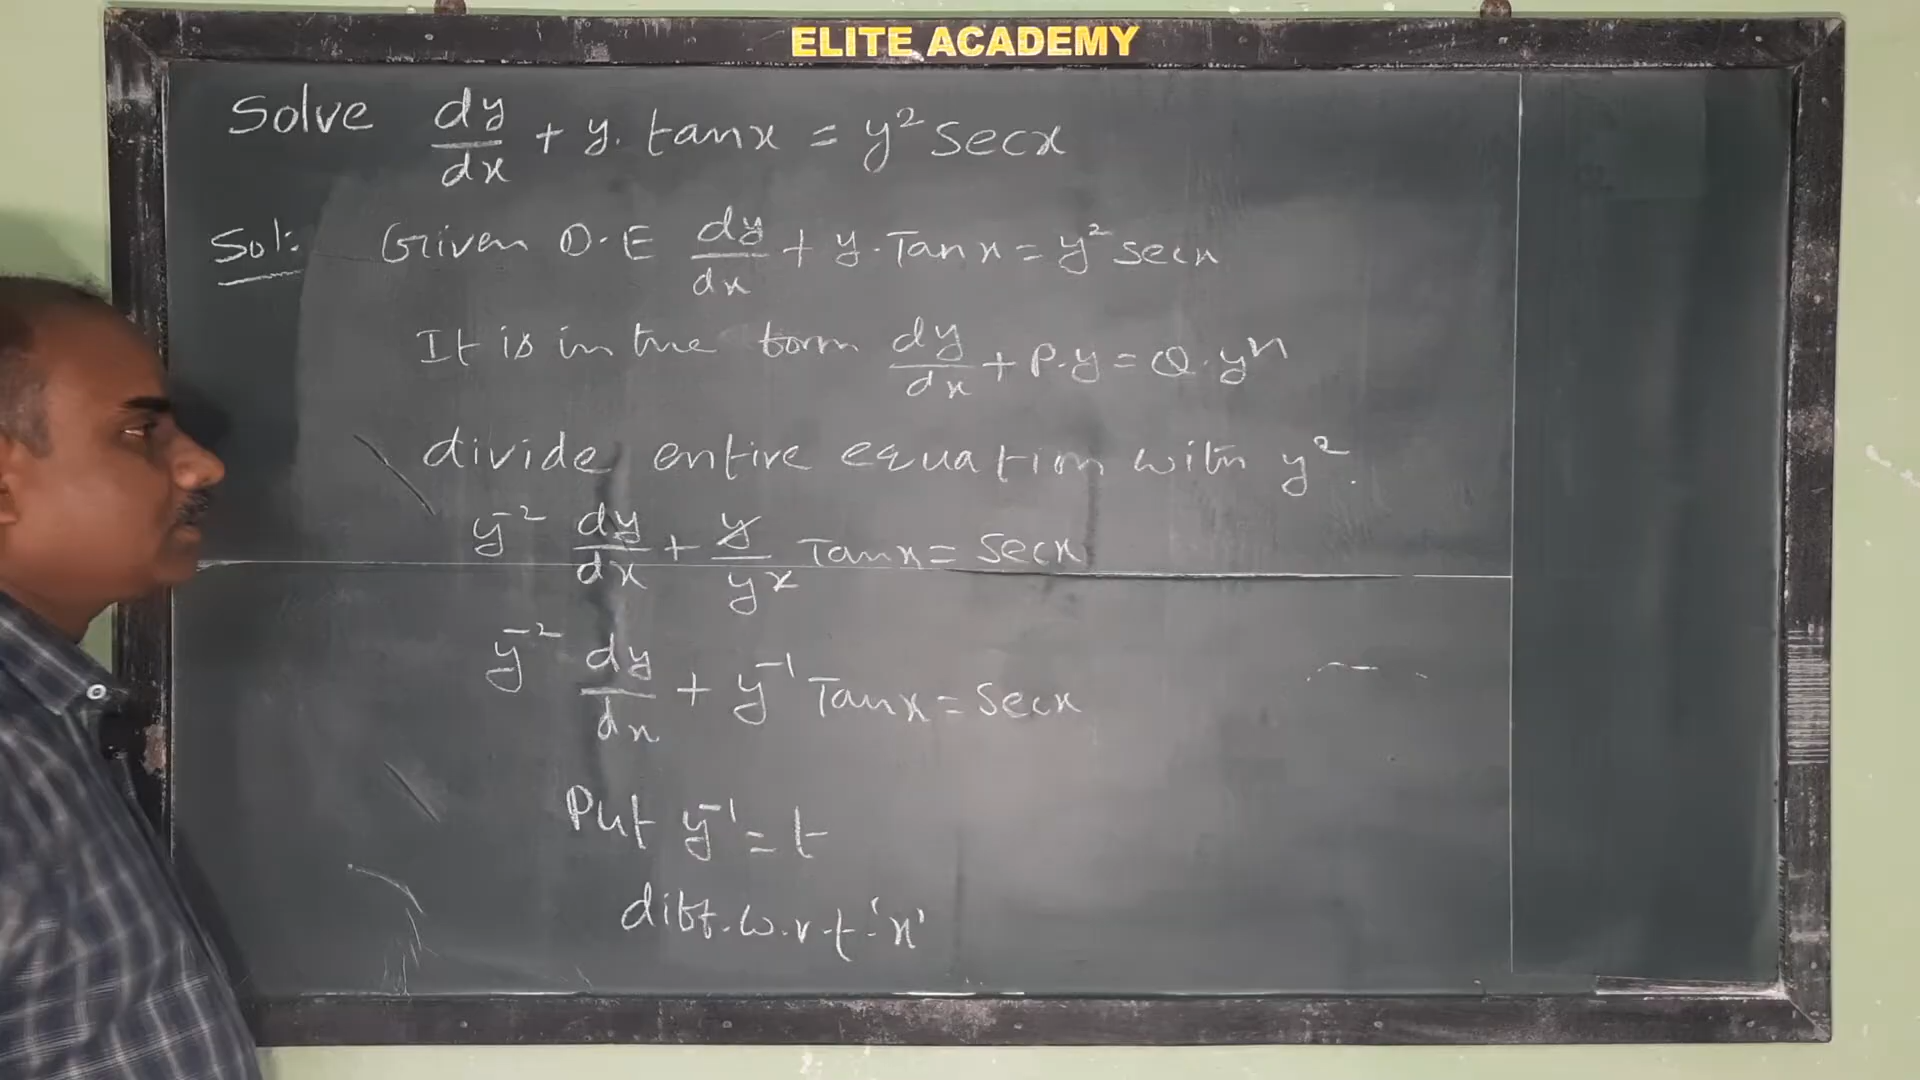 ELITE ACADEMY
Solve dy/dx + y. tanx = y² secx
Sol: Given D.E dy/dx + y. Tanx = y² secx
It is in the form dy/dx + P.y = Q.yⁿ
divide entire equation with y².
y⁻² dy/dx + y/y² Tanx = Secx
y⁻² dy/dx + y⁻¹ Tanx = Secx
Put y⁻¹ = t
diff.w.r.t 'x'